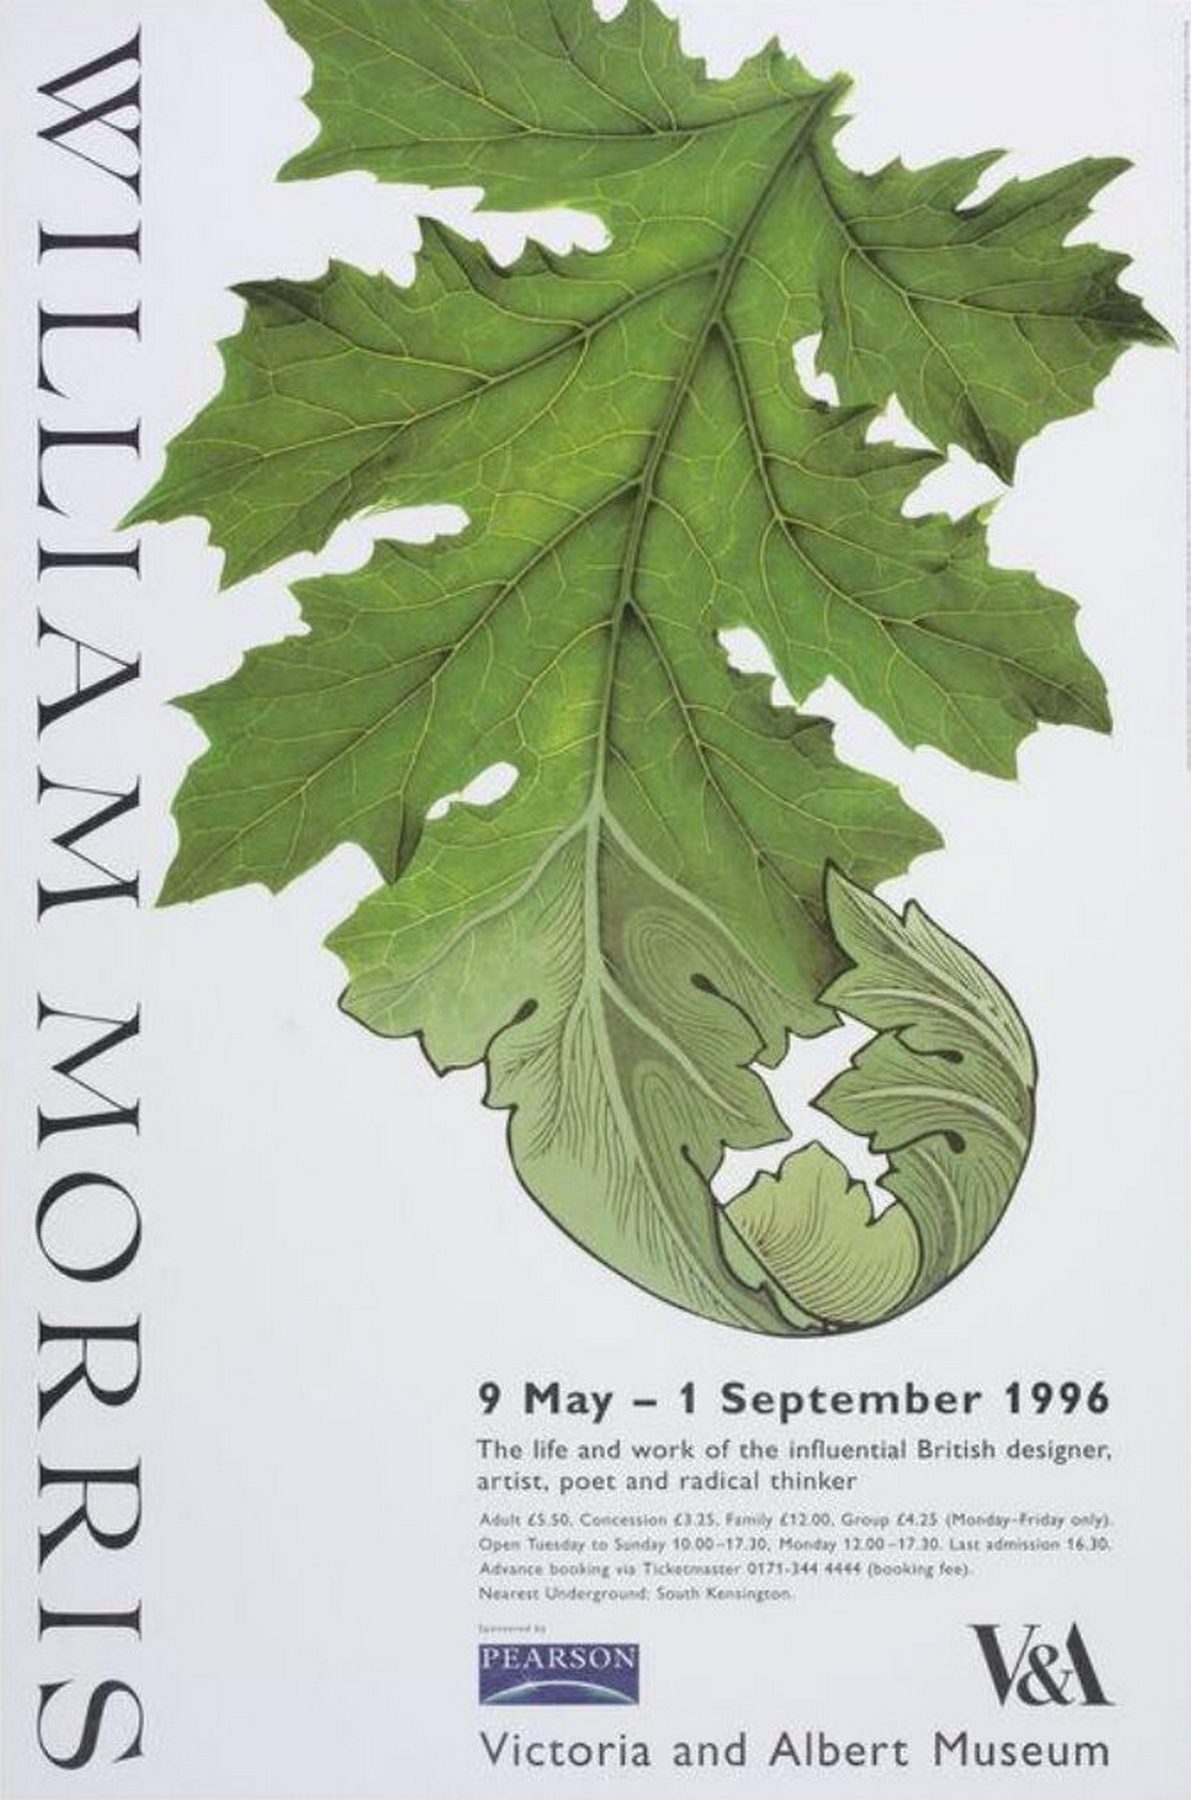 WILLIAM MORRIS
9 May – 1 September 1996
The life and work of the influential British designer,
artist, poet and radical thinker
Adult £5.50, Concession £3.25, Family £12.00, Group £4.25 (Monday–Friday only).
Open Tuesday to Sunday 10.00–17.30, Monday 12.00–17.30. Last admission 16.30.
Advance booking via Ticketmaster 0171-344 4444 (booking fee).
Nearest Underground: South Kensington.
Sponsored by
PEARSON
V&A
Victoria and Albert Museum